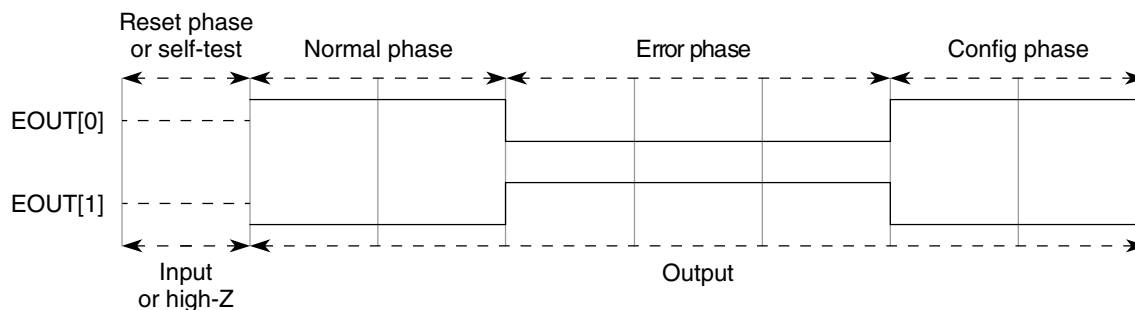 Reset phase
or self-test
Normal phase
Error phase
Config phase
EOUT[0]
EOUT[1]
Input
or high-Z
Output